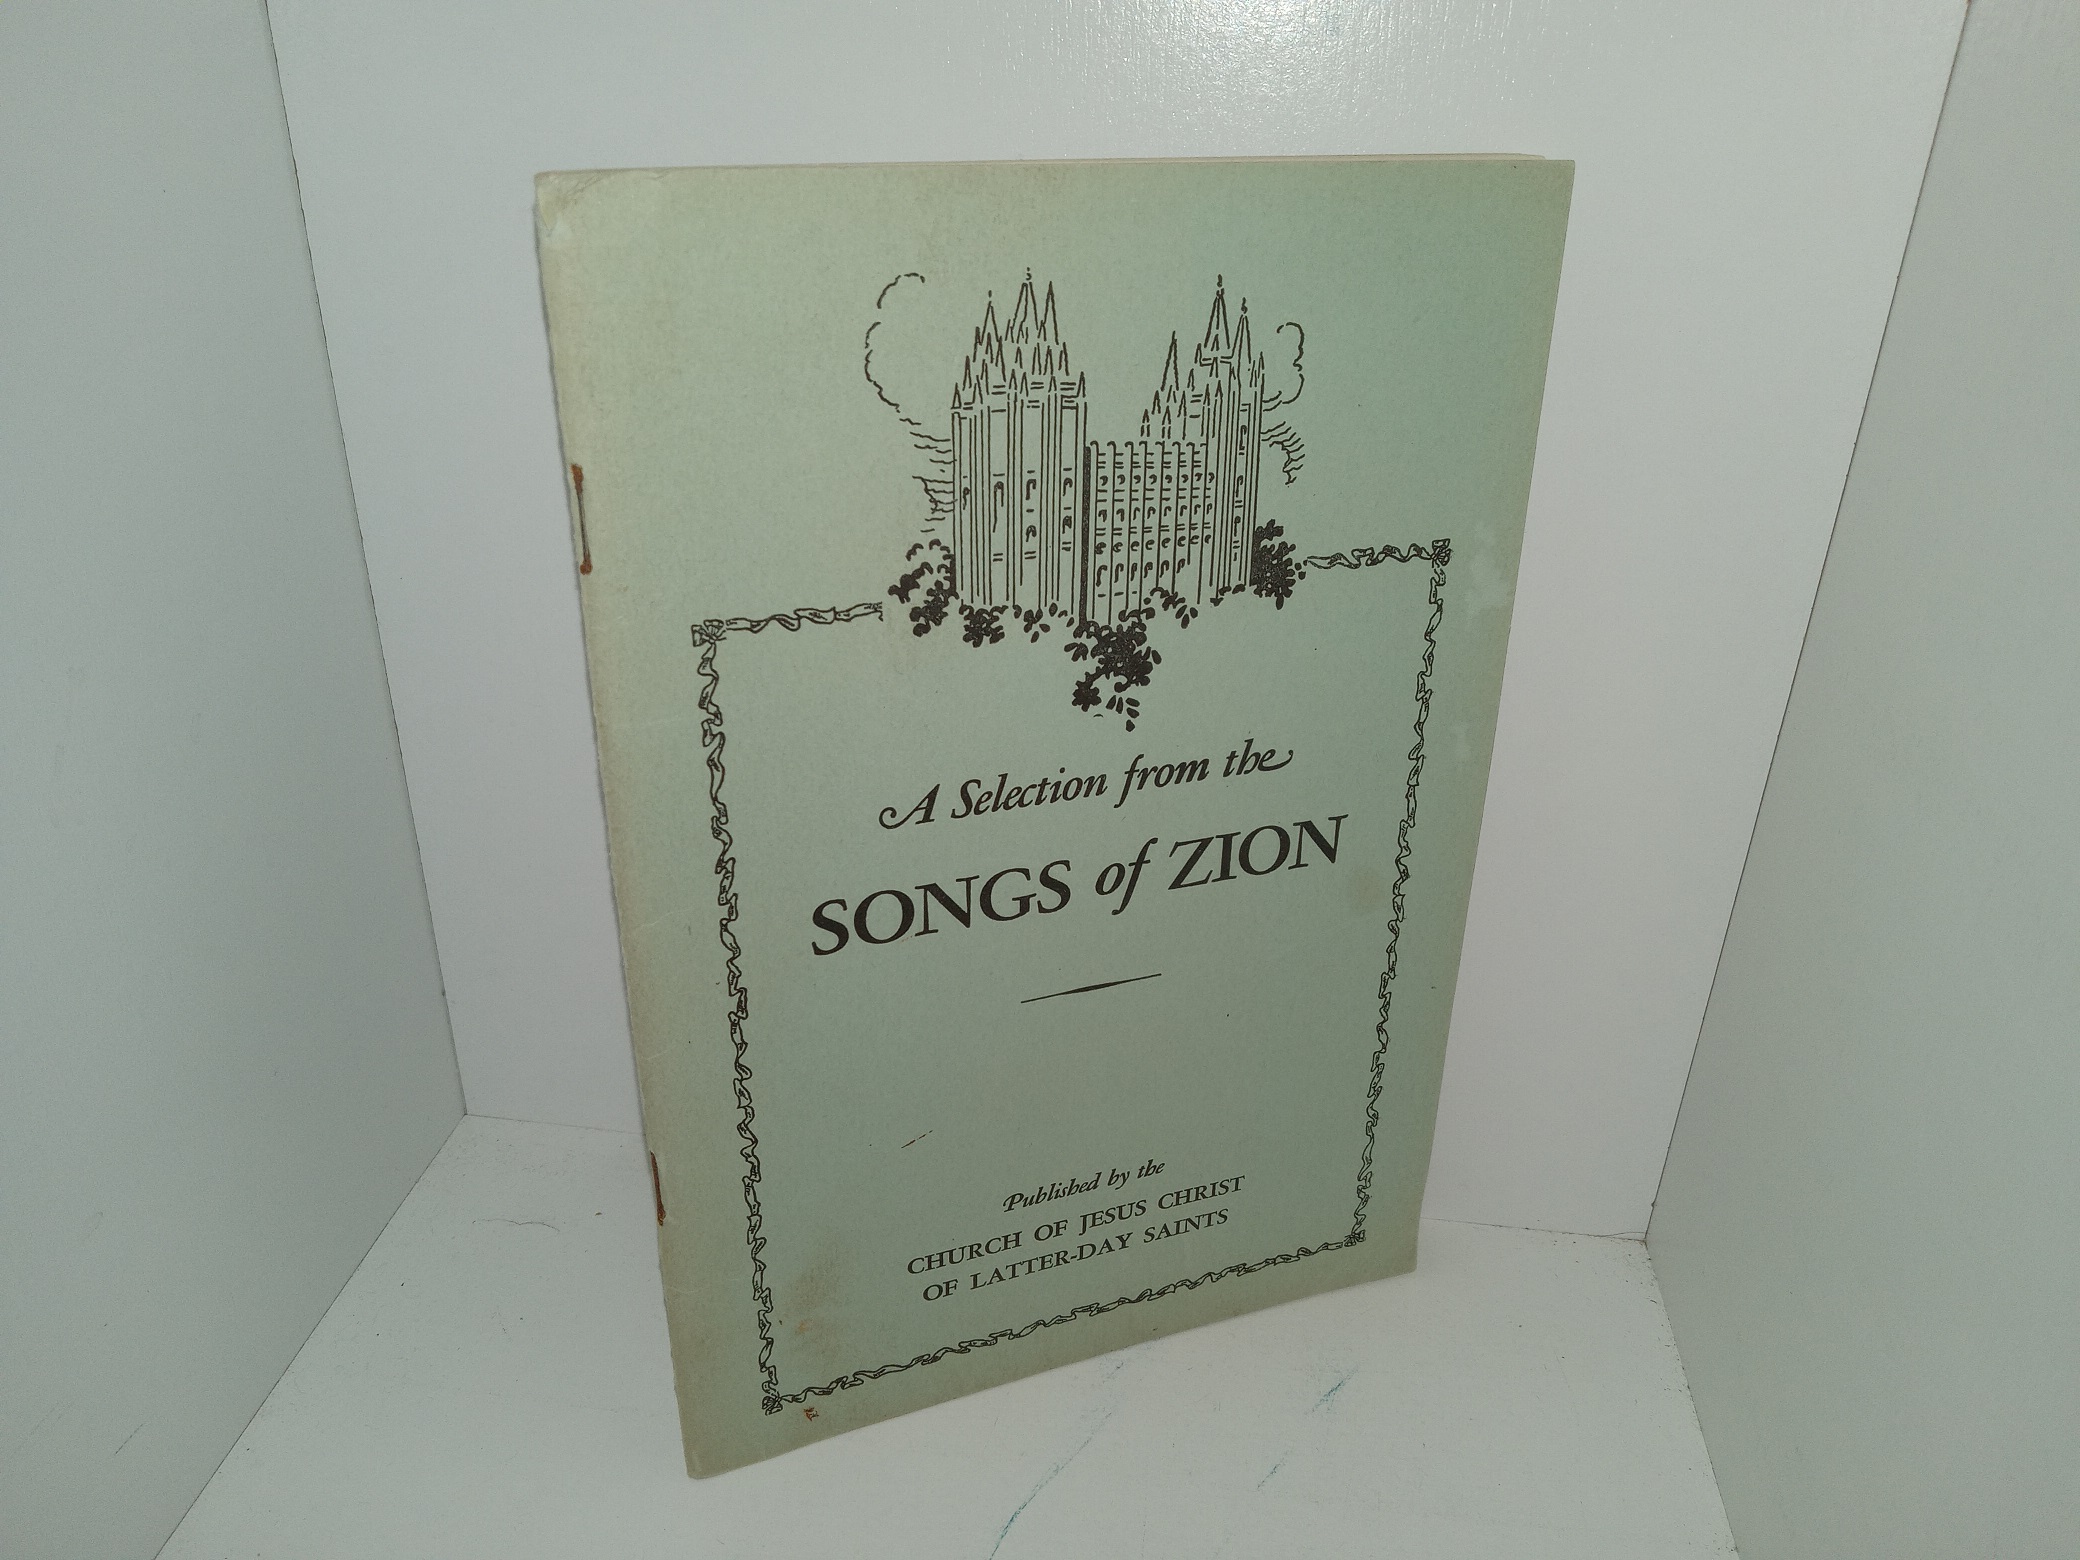 A Selection from the
SONGS of ZION
Published by the
CHURCH OF JESUS CHRIST
OF LATTER-DAY SAINTS